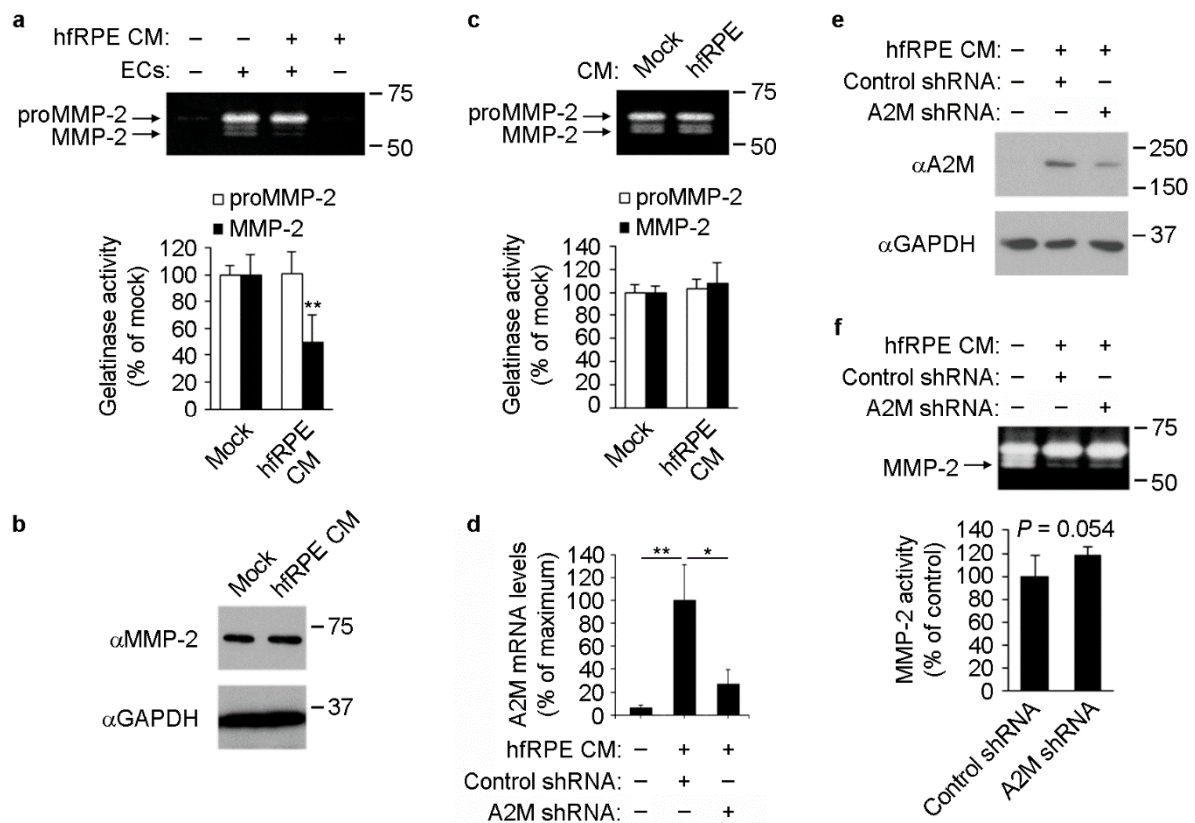 a
hfRPE CM: – – + +
ECs: – + + –
proMMP-2
MMP-2
75
50
proMMP-2
MMP-2
Gelatinase activity
(% of mock)
120
100
80
60
40
20
0
**
Mock
hfRPE
CM
b
Mock
hfRPE CM
αMMP-2
75
αGAPDH
37
c
CM:
Mock
hfRPE
proMMP-2
MMP-2
75
50
proMMP-2
MMP-2
Gelatinase activity
(% of mock)
140
120
100
80
60
40
20
0
Mock
hfRPE
CM
d
A2M mRNA levels
(% of maximum)
140
120
100
80
60
40
20
0
** *
hfRPE CM: – + +
Control shRNA: – + –
A2M shRNA: – – +
e
hfRPE CM: – + +
Control shRNA: – + –
A2M shRNA: – – +
αA2M
250
150
αGAPDH
37
f
hfRPE CM: – + +
Control shRNA: – + –
A2M shRNA: – – +
MMP-2
75
50
MMP-2 activity
(% of control)
140
120
100
80
60
40
20
0
P = 0.054
Control shRNA
A2M shRNA